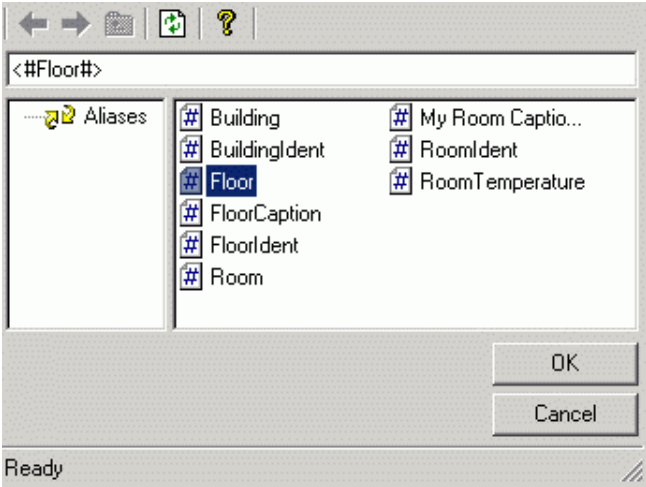 <#Floor#>
Aliases
Building
BuildingIdent
Floor
FloorCaption
FloorIdent
Room
My Room Captio...
RoomIdent
RoomTemperature
OK
Cancel
Ready